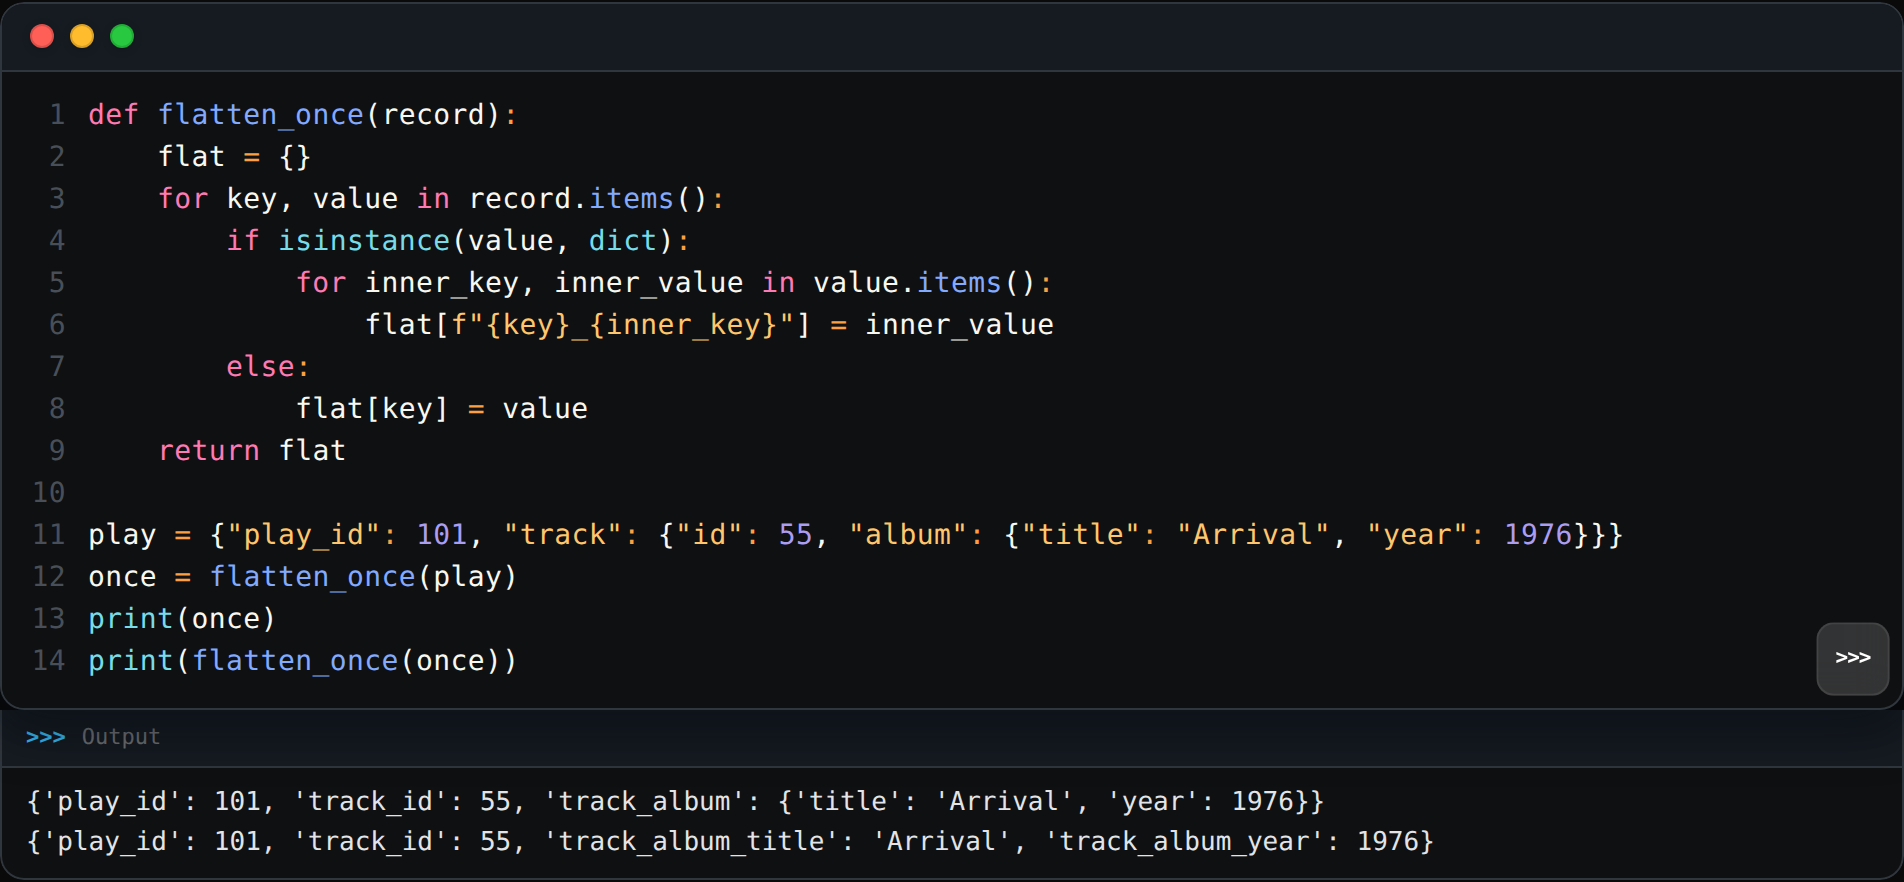 1 def flatten_once(record):
2     flat = {}
3     for key, value in record.items():
4         if isinstance(value, dict):
5             for inner_key, inner_value in value.items():
6                 flat[f"{key}_{inner_key}"] = inner_value
7         else:
8             flat[key] = value
9     return flat
10
11 play = {"play_id": 101, "track": {"id": 55, "album": {"title": "Arrival", "year": 1976}}}
12 once = flatten_once(play)
13 print(once)
14 print(flatten_once(once))
>>>
>>> Output
{'play_id': 101, 'track_id': 55, 'track_album': {'title': 'Arrival', 'year': 1976}}
{'play_id': 101, 'track_id': 55, 'track_album_title': 'Arrival', 'track_album_year': 1976}